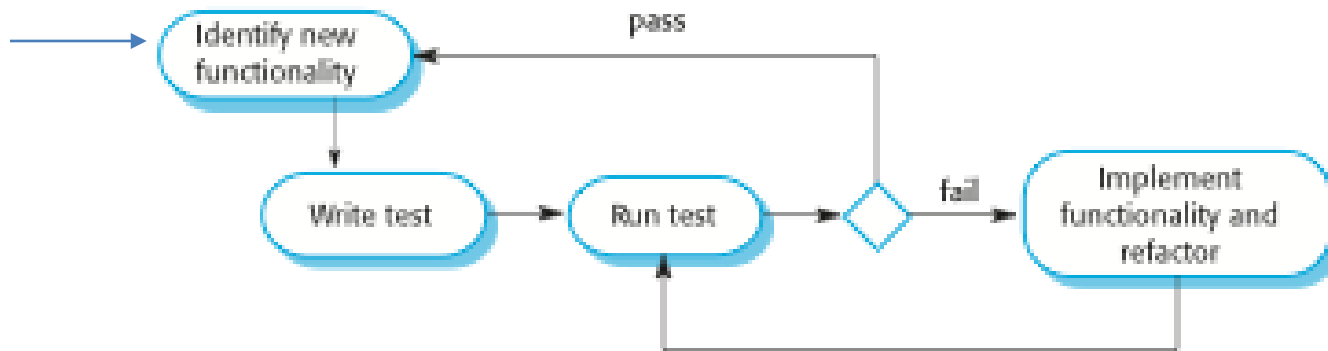 Identify new
functionality
pass
Write test
Run test
fail
Implement
functionality and
refactor